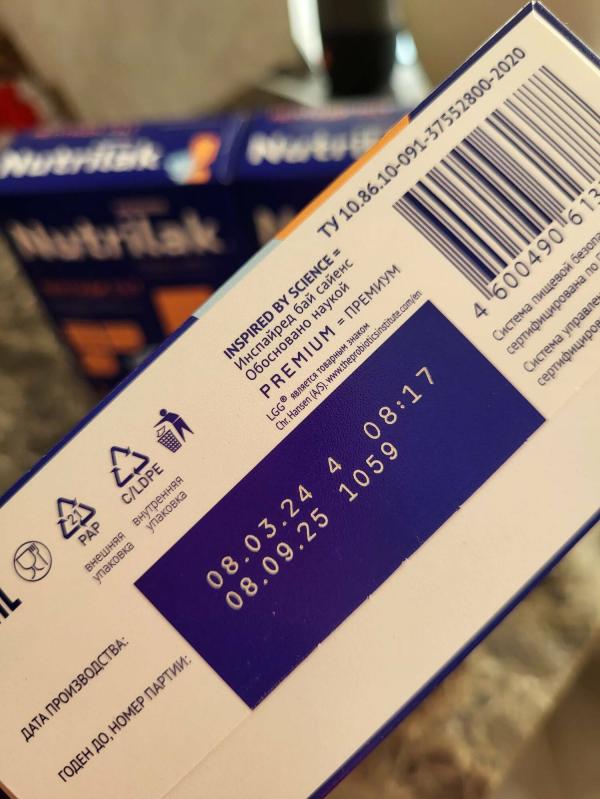 Nutrilak 2
Nutrilak
Nutrilak
ТУ 10.86.10-091-37552800-2020
4 600490 613
INSPIRED BY SCIENCE =
Инспайред бай сайенс
Обосновано наукой
PREMIUM = ПРЕМИУМ
LGG® является товарным знаком
Chr. Hansen (A/S). www.theprobioticsinstitute.com/en
Система пищевой безопа
сертифицирована по
Система управле
сертифициров
21
PAP
C/LDPE
внешняя
упаковка
внутренняя
упаковка
08.03.24 4 08:17
08.09.25 1059
ДАТА ПРОИЗВОДСТВА:
ГОДЕН ДО, НОМЕР ПАРТИИ: